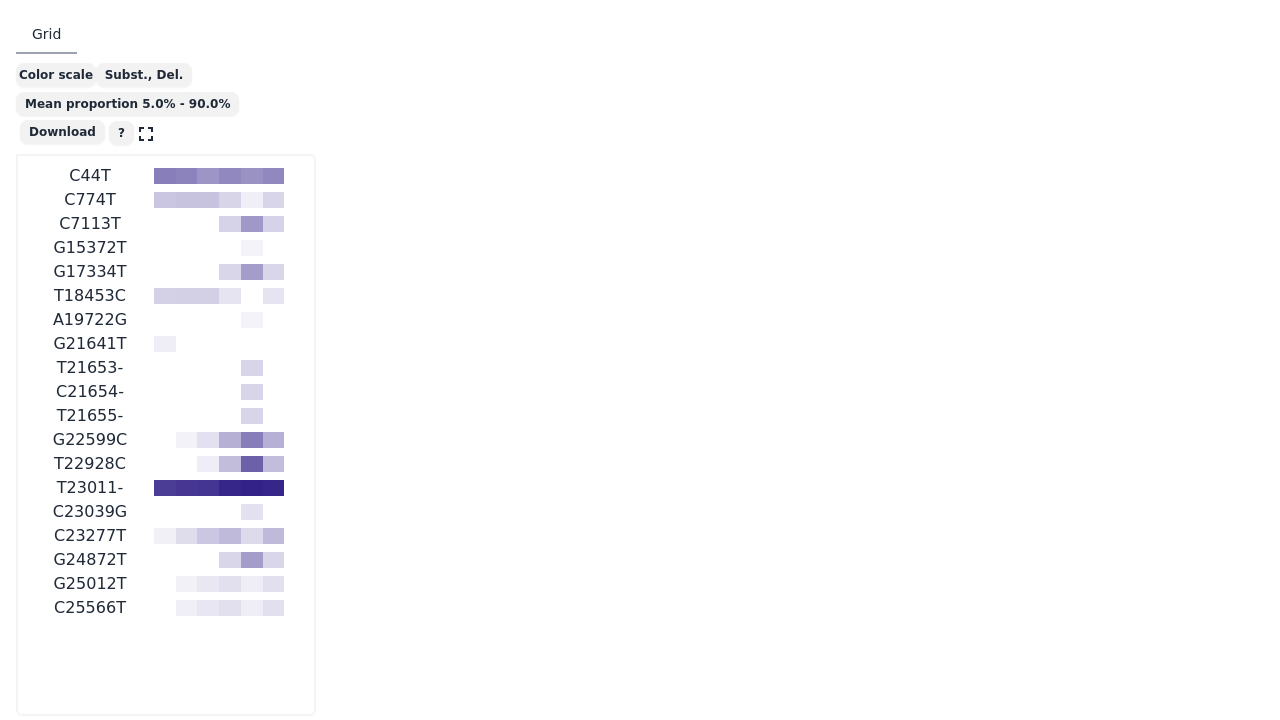 Grid
Color scale Subst., Del.
Mean proportion 5.0% - 90.0%
Download ?
C44T
C774T
C7113T
G15372T
G17334T
T18453C
A19722G
G21641T
T21653-
C21654-
T21655-
G22599C
T22928C
T23011-
C23039G
C23277T
G24872T
G25012T
C25566T